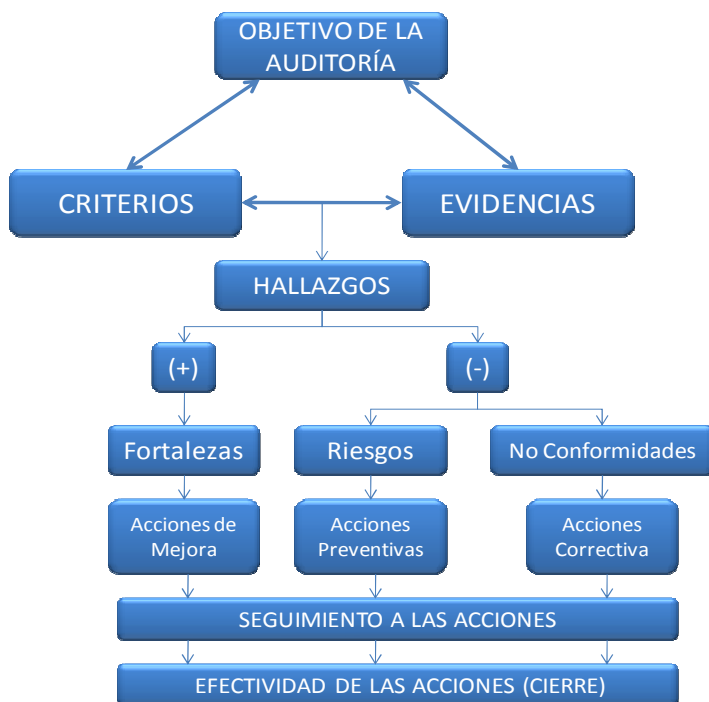 OBJETIVO DE LA
AUDITORÍA
CRITERIOS
EVIDENCIAS
HALLAZGOS
(+)
(-)
Fortalezas
Riesgos
No Conformidades
Acciones de
Mejora
Acciones
Preventivas
Acciones
Correctiva
SEGUIMIENTO A LAS ACCIONES
EFECTIVIDAD DE LAS ACCIONES (CIERRE)